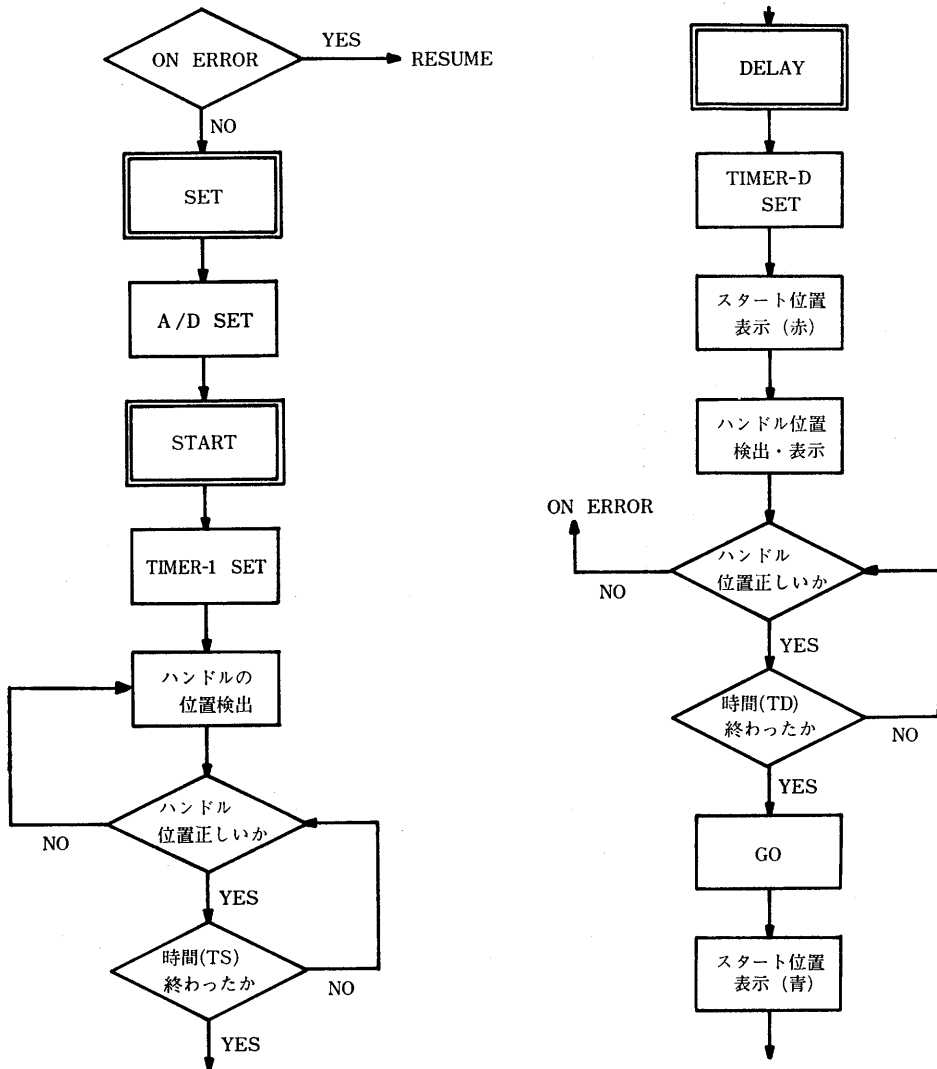 ON ERROR
YES
RESUME
NO
SET
A/D SET
START
TIMER-1 SET
ハンドルの
位置検出
ハンドル
位置正しいか
NO
YES
時間(TS)
終わったか
NO
YES
DELAY
TIMER-D
SET
スタート位置
表示（赤）
ハンドル位置
検出・表示
ON ERROR
ハンドル
位置正しいか
NO
YES
時間(TD)
終わったか
NO
YES
GO
スタート位置
表示（青）